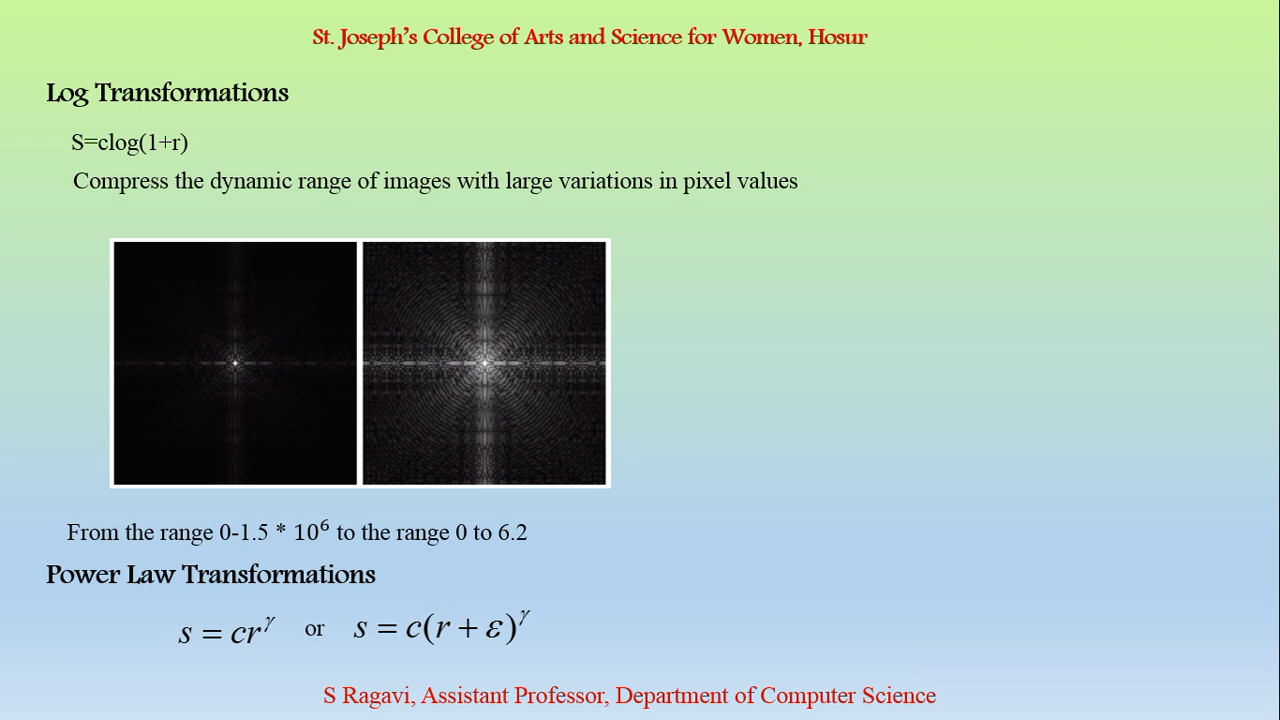 St. Joseph's College of Arts and Science for Women, Hosur
Log Transformations
S=clog(1+r)
Compress the dynamic range of images with large variations in pixel values
From the range 0-1.5 * 10⁶ to the range 0 to 6.2
Power Law Transformations
s = cr^γ or s = c(r + ε)^γ
S Ragavi, Assistant Professor, Department of Computer Science